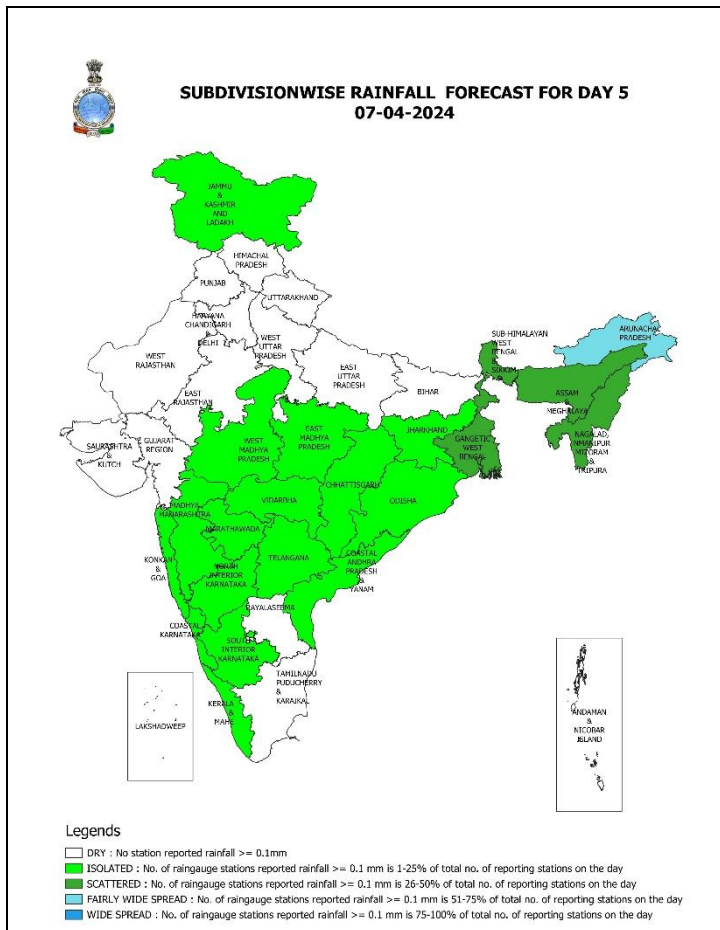 SUBDIVISIONWISE RAINFALL FORECAST FOR DAY 5
07-04-2024
JAMMU
&
KASHMIR
AND
LADAKH
HIMACHAL
PRADESH
PUNJAB
UTTARAKHAND
HARYANA
CHANDIGARH
&
DELHI
WEST
UTTAR
PRADESH
WEST
RAJASTHAN
EAST
UTTAR
PRADESH
EAST
RAJASTHAN
BIHAR
SUB-HIMALAYAN
WEST
BENGAL
&
SIKKIM
ARUNACHAL
PRADESH
ASSAM
&
MEGHALAYA
NAGALAD,
NMANIPUR
MIZORAM
&
TRIPURA
SAURASHTRA
&
KUTCH
GUJARAT
REGION
WEST
MADHYA
PRADESH
EAST
MADHYA
PRADESH
JHARKHAND
GANGETIC
WEST
BENGAL
CHHATTISGARH
ODISHA
VIDARBHA
MADHYA
MAHARASHTRA
MARATHAWADA
TELANGANA
KONKAN
&
GOA
NORTH
INTERIOR
KARNATAKA
COASTAL
ANDHRA
PRADESH
&
YANAM
RAYALASEEMA
COASTAL
KARNATAKA
SOUTH
INTERIOR
KARNATAKA
TAMILNADU
PUDUCHERRY
&
KARAIKAL
KERALA
&
MAHE
LAKSHADWEEP
ANDAMAN
&
NICOBAR
ISLAND
Legends
DRY : No station reported rainfall >= 0.1mm
ISOLATED : No. of raingauge stations reported rainfall >= 0.1 mm is 1-25% of total no. of reporting stations on the day
SCATTERED : No. of raingauge stations reported rainfall >= 0.1 mm is 26-50% of total no. of reporting stations on the day
FAIRLY WIDE SPREAD : No. of raingauge stations reported rainfall >= 0.1 mm is 51-75% of total no. of reporting stations on the day
WIDE SPREAD : No. of raingauge stations reported rainfall >= 0.1 mm is 75-100% of total no. of reporting stations on the day